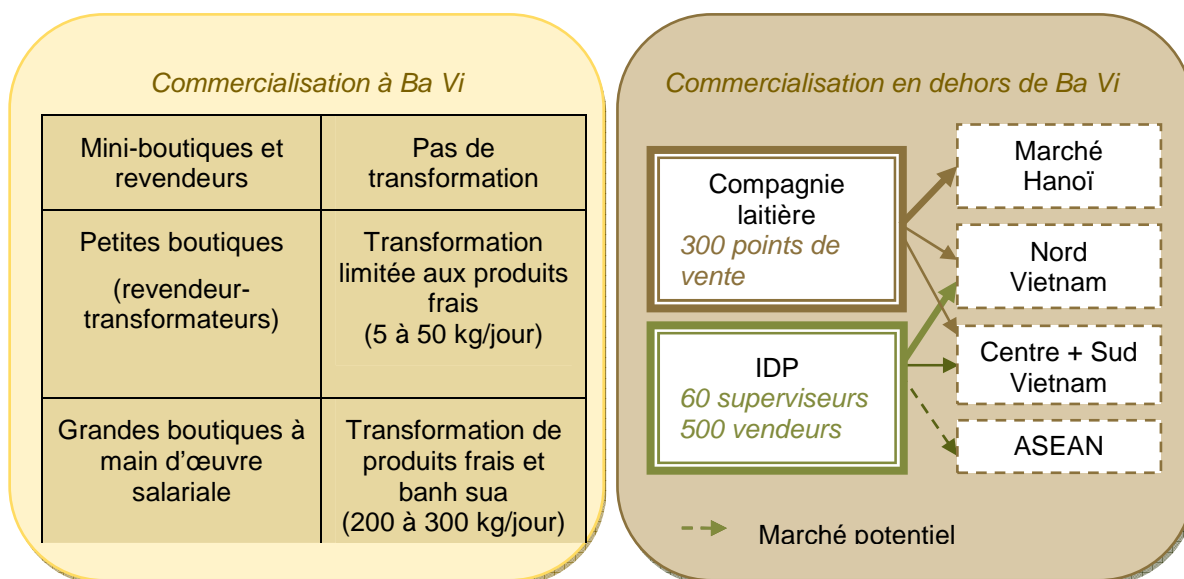 Commercialisation à Ba Vi
Mini-boutiques et
revendeurs
Pas de
transformation
Petites boutiques
(revendeur-
transformateurs)
Transformation
limitée aux produits
frais
(5 à 50 kg/jour)
Grandes boutiques à
main d’œuvre
salariale
Transformation de
produits frais et
banh sua
(200 à 300 kg/jour)
Commercialisation en dehors de Ba Vi
Compagnie
laitière
300 points de
vente
IDP
60 superviseurs
500 vendeurs
Marché
Hanoï
Nord
Vietnam
Centre + Sud
Vietnam
ASEAN
Marché potentiel